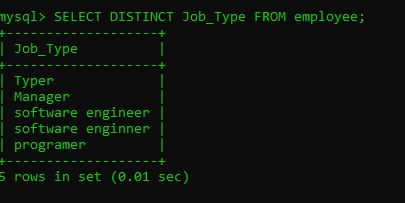 mysql> SELECT DISTINCT Job_Type FROM employee;
+-------------------+
| Job_Type          |
+-------------------+
| Typer             |
| Manager           |
| software engineer |
| software enginner |
| programer         |
+-------------------+
5 rows in set (0.01 sec)